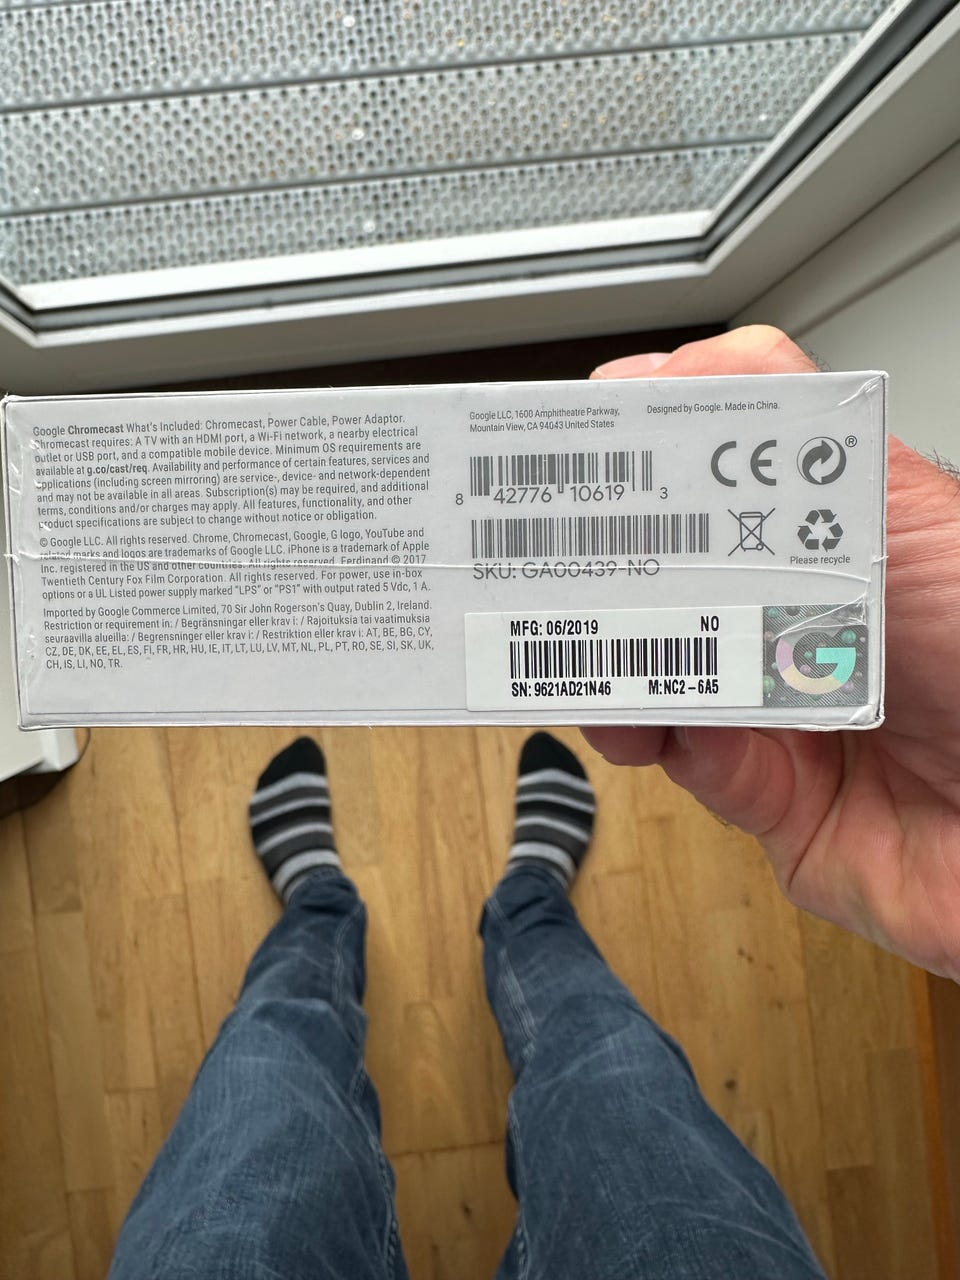 Google Chromecast What's Included: Chromecast, Power Cable, Power Adaptor.
Chromecast requires: A TV with an HDMI port, a Wi-Fi network, a nearby electrical
outlet or USB port, and a compatible mobile device. Minimum OS requirements are
available at g.co/cast/req. Availability and performance of certain features, services and
applications (including screen mirroring) are service-, device- and network-dependent
and may not be available in all areas. Subscription(s) may be required, and additional
terms, conditions and/or charges may apply. All features, functionality, and other
product specifications are subject to change without notice or obligation.
© Google LLC. All rights reserved. Chrome, Chromecast, Google, G logo, YouTube and
related marks and logos are trademarks of Google LLC. iPhone is a trademark of Apple
Inc. registered in the US and other countries. All rights reserved. Ferdinand © 2017
Twentieth Century Fox Film Corporation. All rights reserved. For power, use in-box
options or a UL Listed power supply marked "LPS" or "PS1" with output rated 5 Vdc, 1 A.
Imported by Google Commerce Limited, 70 Sir John Rogerson's Quay, Dublin 2, Ireland.
Restriction or requirement in: / Begränsningar eller krav i: / Rajoituksia tai vaatimuksia
seuraavilla alueilla: / Begrensninger eller krav i: / Restriktion eller krav i: AT, BE, BG, CY,
CZ, DE, DK, EE, EL, ES, FI, FR, HR, HU, IE, IT, LT, LU, LV, MT, NL, PL, PT, RO, SE, SI, SK, UK,
CH, IS, LI, NO, TR.
Google LLC, 1600 Amphitheatre Parkway,
Mountain View, CA 94043 United States
Designed by Google. Made in China.
8 42776 10619 3
CE
®
SKU: GA00439-NO
Please recycle
MFG: 06/2019 NO
SN: 9621AD21N46 M:NC2-6A5
G